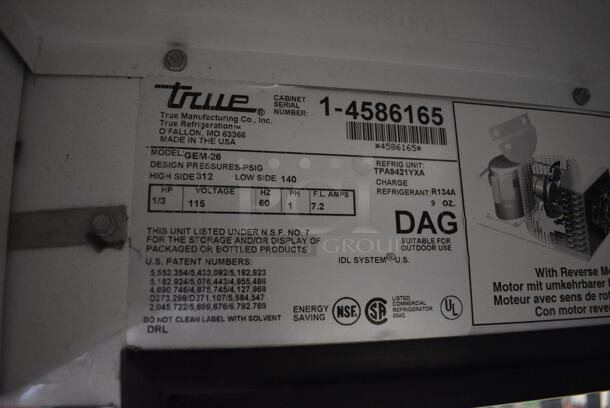 1-4586165
true®
CABINET SERIAL NUMBER:
1-4586165
*4586165*
True Manufacturing Co., Inc.
True Refrigeration™
O'FALLON, MO 63366
MADE IN THE USA
MODEL: GEM-26
DESIGN PRESSURES-PSIG
HIGH SIDE 312 LOW SIDE 140
REFRIG UNIT:
TPA9421YXA
CHARGE
REFRIGERANT: R134A
9 OZ.
HP VOLTAGE HZ PH F.L. AMPS
1/3 115 60 1 7.2
DAG
SUITABLE FOR
OUTDOOR USE
THIS UNIT LISTED UNDER N.S.F. NO. 7
FOR THE STORAGE AND/OR DISPLAY OF
PACKAGED OR BOTTLED PRODUCTS
IDL SYSTEM® U.S.
GROUP
U.S. PATENT NUMBERS:
5,553,354/5,433,082/5,182,923
5,182,924/5,076,443/4,955,486
4,890,746/4,875,745/4,127,968
D273,298/D271,107/5,584,547
2,045,722/5,699,676/6,792,769
DO NOT CLEAN LABEL WITH SOLVENT
DRL
ENERGY SAVING
NSF®
SA
LISTED
COMMERCIAL
REFRIGERATOR
394G
UL
With Reverse M
Motor mit umkehrbarer
Moteur avec sens de ro
Con motor rever